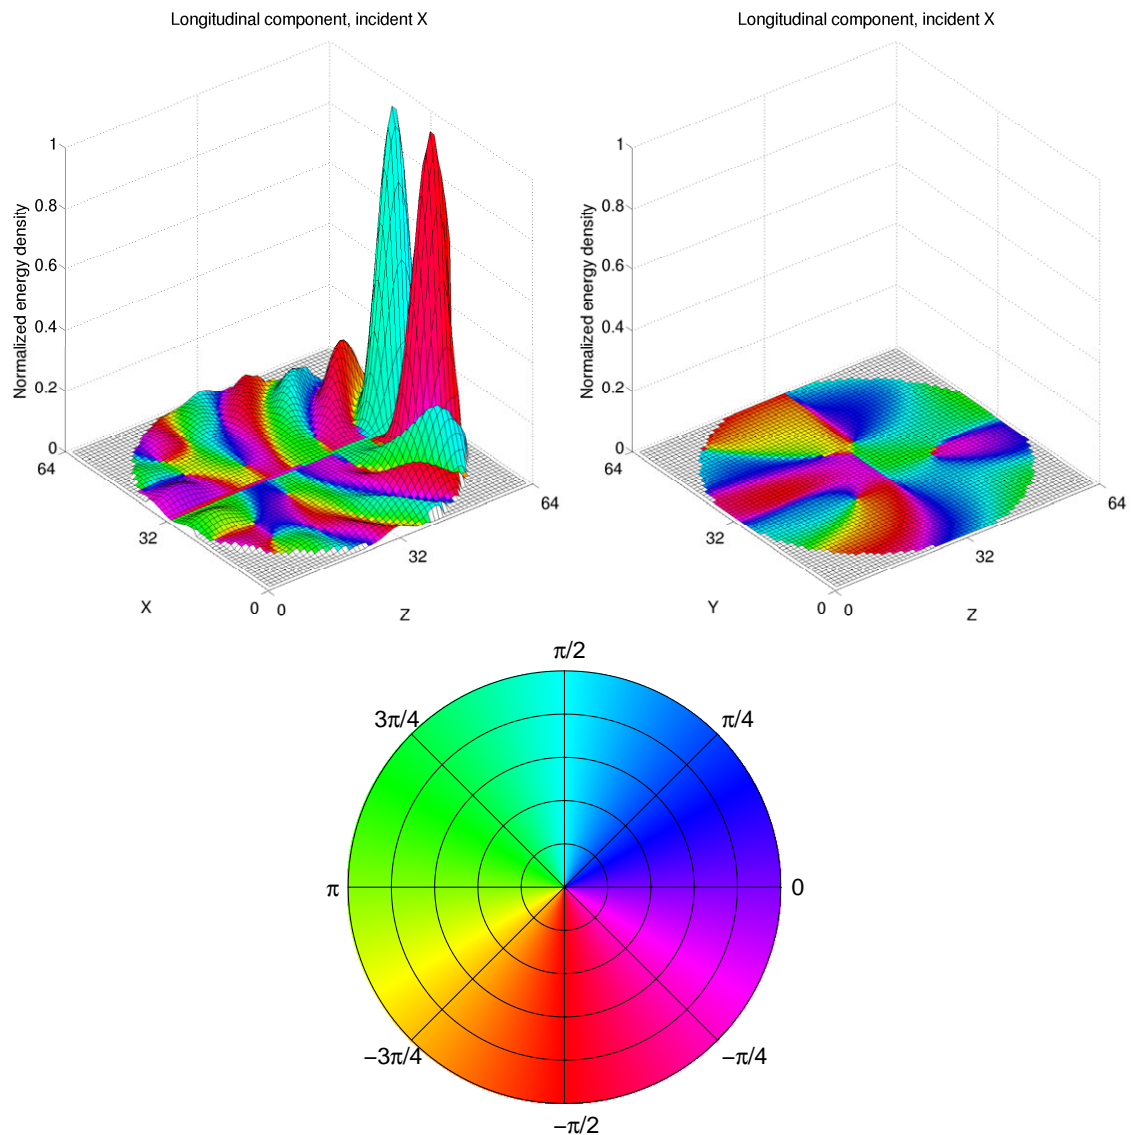 Longitudinal component, incident X
Normalized energy density
1
0.8
0.6
0.4
0.2
0
64
32
0
X
0
32
64
Z
Longitudinal component, incident X
Normalized energy density
1
0.8
0.6
0.4
0.2
0
64
32
0
Y
0
32
64
Z
π/2
3π/4
π/4
π
0
−3π/4
−π/4
−π/2